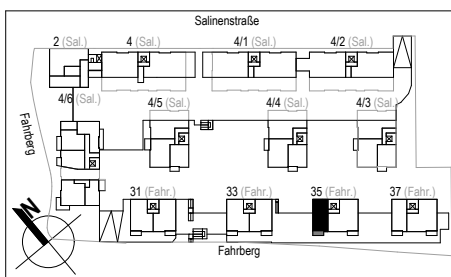 Salinenstraße
2 (Sal.) 4 (Sal.) 4/1 (Sal.) 4/2 (Sal.)
4/6 (Sal.) 4/5 (Sal.) 4/4 (Sal.) 4/3 (Sal.)
Fahrberg
31 (Fahr.) 33 (Fahr.) 35 (Fahr.) 37 (Fahr.)
N
Fahrberg